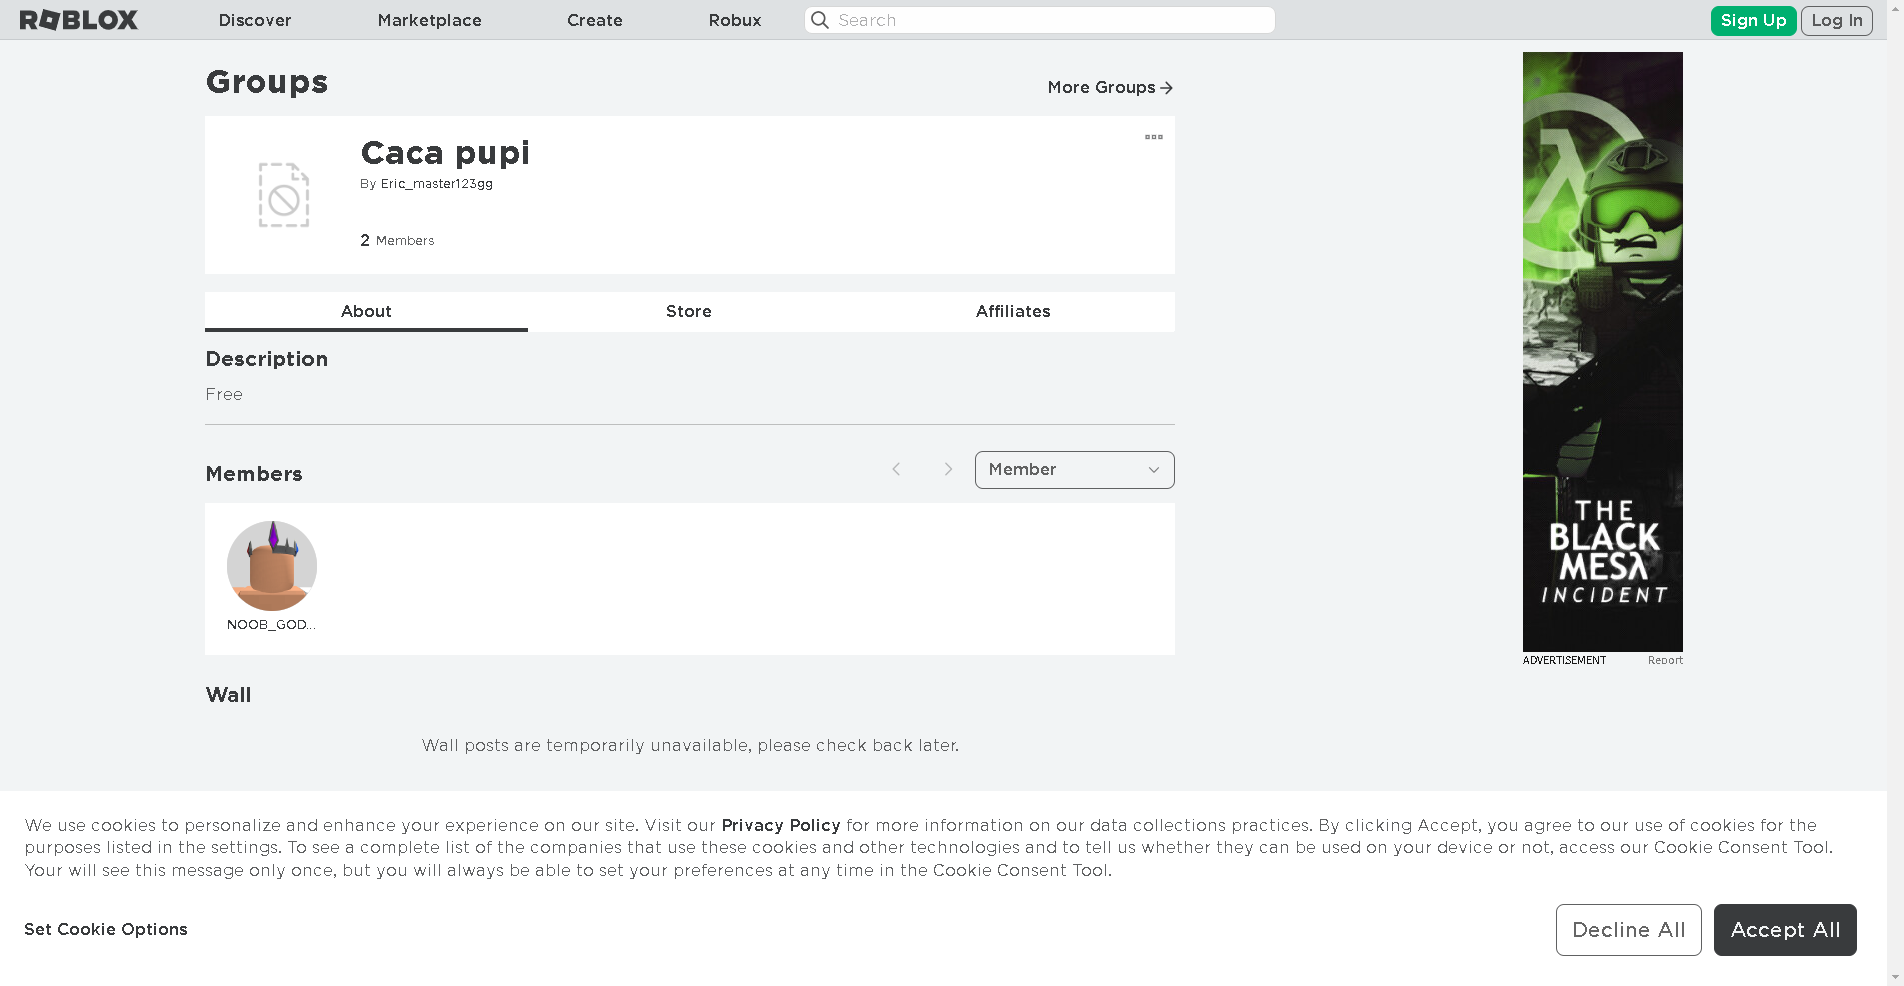 ROBLOX Discover Marketplace Create Robux Search Sign Up Log In
Groups
More Groups
Caca pupi
By Eric_master123gg
2 Members
About Store Affiliates
Description
Free
Members
Member
NOOB_GOD...
Wall
Wall posts are temporarily unavailable, please check back later.
THE
BLACK
MESA
INCIDENT
ADVERTISEMENT Report
We use cookies to personalize and enhance your experience on our site. Visit our Privacy Policy for more information on our data collections practices. By clicking Accept, you agree to our use of cookies for the
purposes listed in the settings. To see a complete list of the companies that use these cookies and other technologies and to tell us whether they can be used on your device or not, access our Cookie Consent Tool.
Your will see this message only once, but you will always be able to set your preferences at any time in the Cookie Consent Tool.
Set Cookie Options
Decline All
Accept All